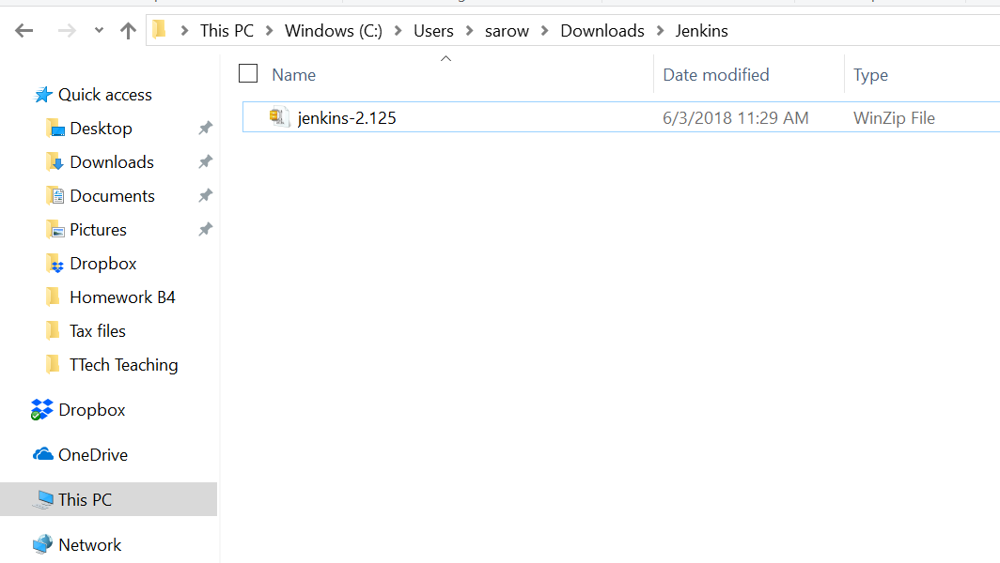 This PC > Windows (C:) > Users > sarow > Downloads > Jenkins
Name Date modified Type
jenkins-2.125 6/3/2018 11:29 AM WinZip File
Quick access
Desktop
Downloads
Documents
Pictures
Dropbox
Homework B4
Tax files
TTech Teaching
Dropbox
OneDrive
This PC
Network